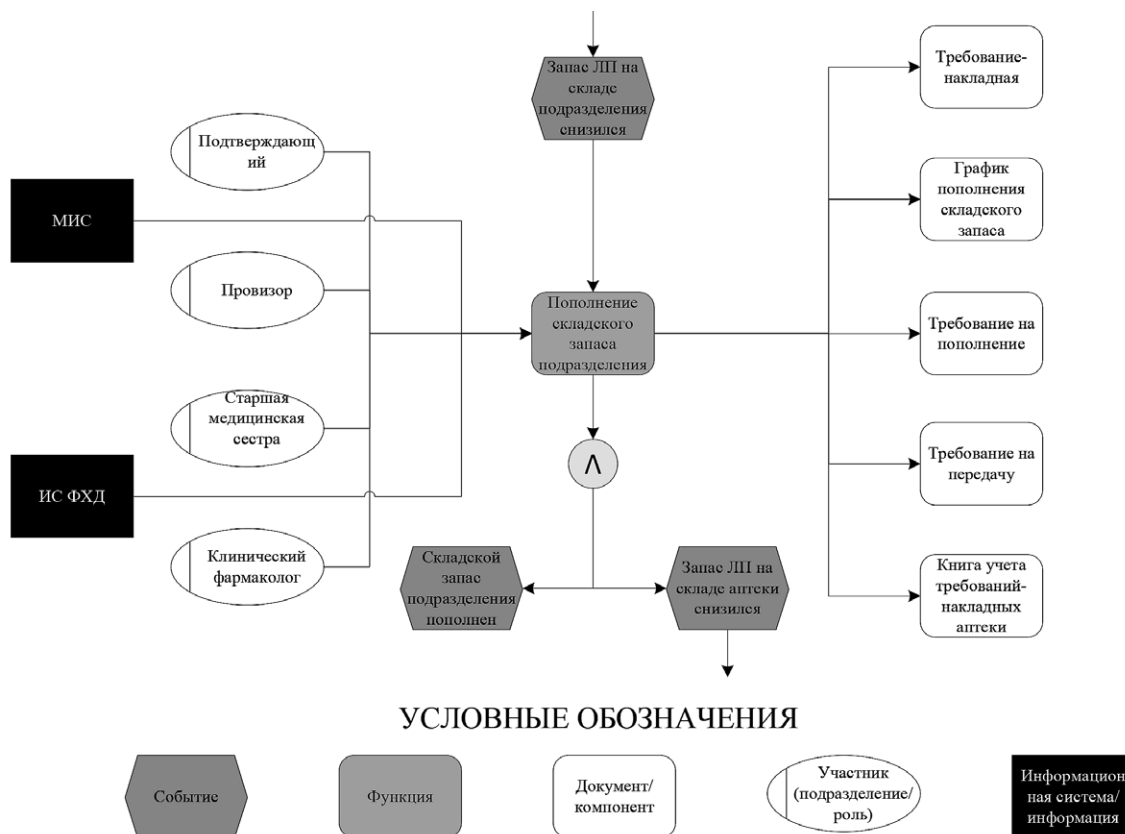 Запас ЛП на
складе
подразделения
снизился
Требование-
накладная
Подтверждающ
ий
График
пополнения
складского
запаса
МИС
Провизор
Пополнение
складского
запаса
подразделения
Требование на
пополнение
Старшая
медицинская
сестра
Λ
Требование на
передачу
ИС ФХД
Клинический
фармаколог
Складской
запас
подразделения
пополнен
Запас ЛП на
складе аптеки
снизился
Книга учета
требований-
накладных
аптеки
УСЛОВНЫЕ ОБОЗНАЧЕНИЯ
Событие
Функция
Документ/
компонент
Участник
(подразделение/
роль)
Информацион
ная система/
информация